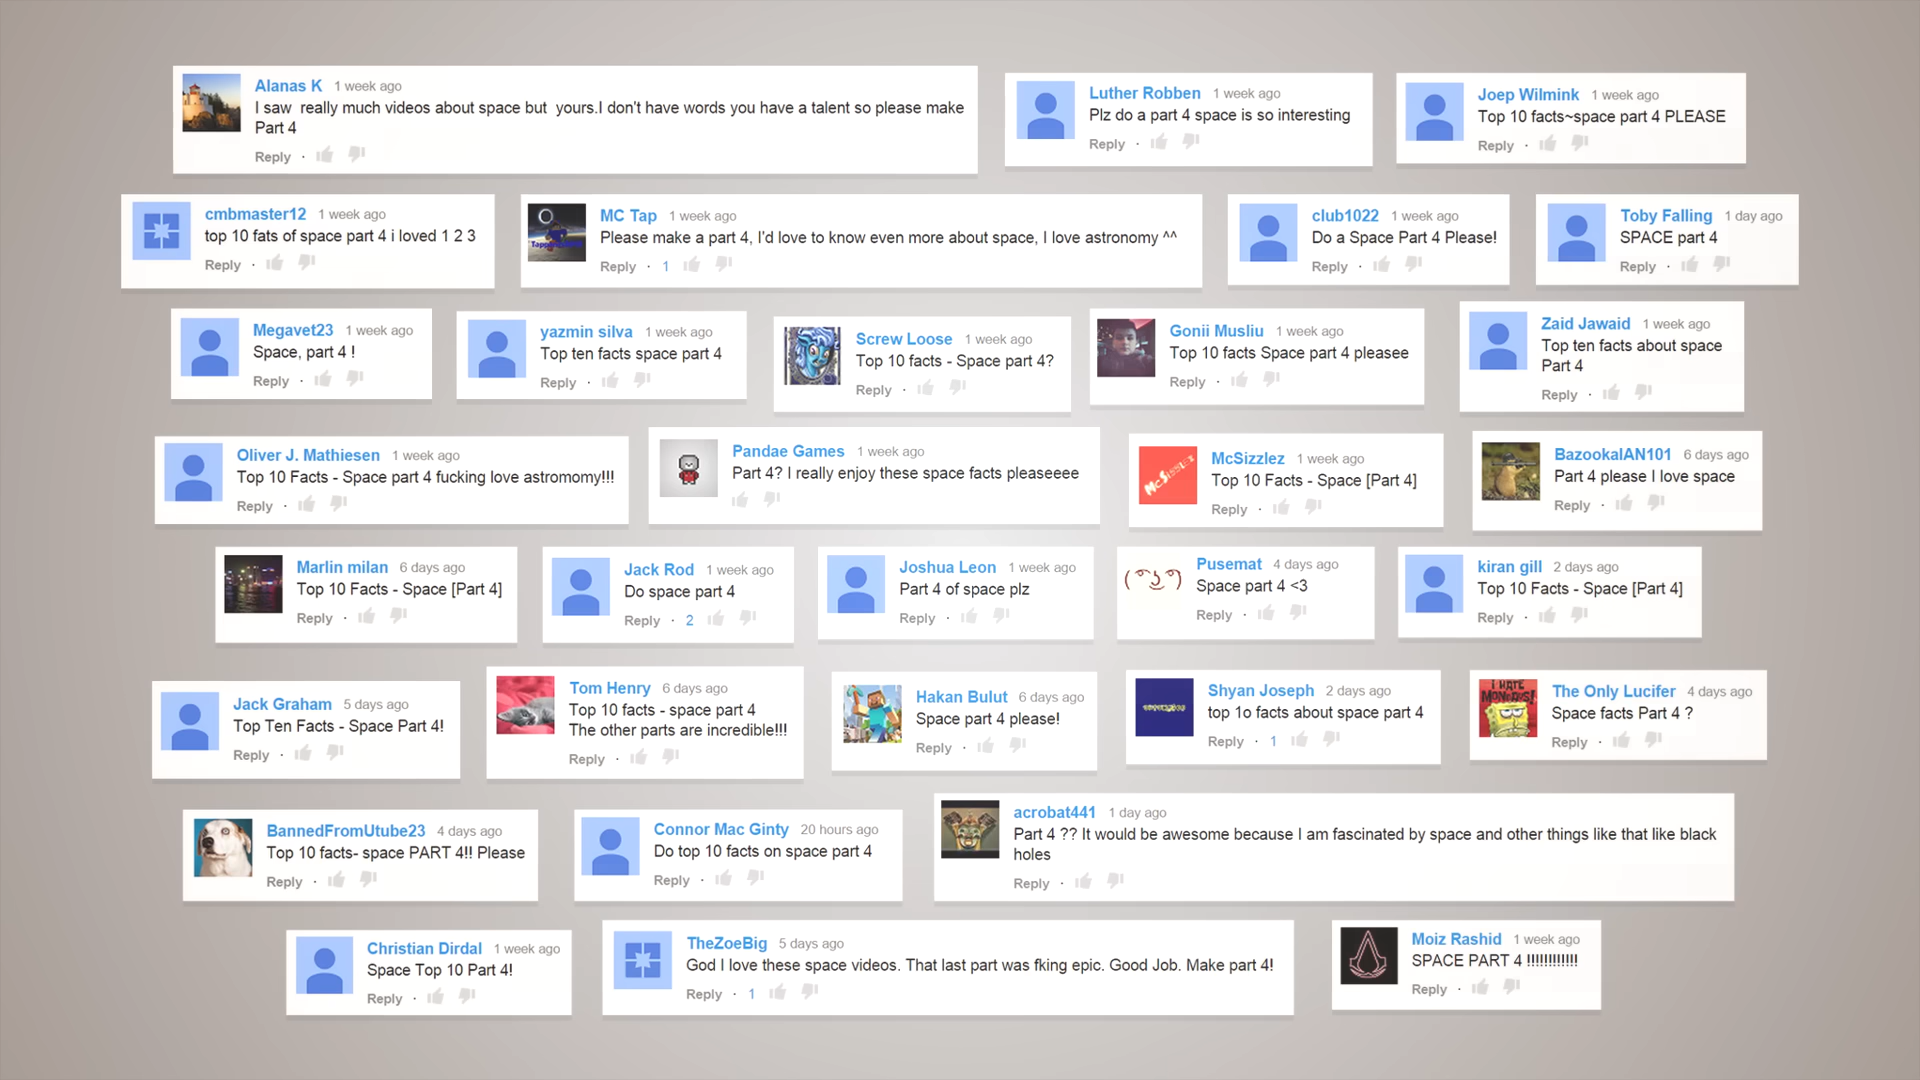 Alanas K 1 week ago
I saw  really much videos about space but  yours.I don't have words you have a talent so please make
Part 4
Reply ·
Luther Robben 1 week ago
Plz do a part 4 space is so interesting
Reply ·
Joep Wilmink 1 week ago
Top 10 facts~space part 4 PLEASE
Reply ·
cmbmaster12 1 week ago
top 10 fats of space part 4 i loved 1 2 3
Reply ·
MC Tap 1 week ago
Please make a part 4, I'd love to know even more about space, I love astronomy ^^
Reply · 1
club1022 1 week ago
Do a Space Part 4 Please!
Reply ·
Toby Falling 1 day ago
SPACE part 4
Reply ·
Megavet23 1 week ago
Space, part 4 !
Reply ·
yazmin silva 1 week ago
Top ten facts space part 4
Reply ·
Screw Loose 1 week ago
Top 10 facts - Space part 4?
Reply ·
Gonii Musliu 1 week ago
Top 10 facts Space part 4 pleasee
Reply ·
Zaid Jawaid 1 week ago
Top ten facts about space
Part 4
Reply ·
Oliver J. Mathiesen 1 week ago
Top 10 Facts - Space part 4 fucking love astromomy!!!
Reply ·
Pandae Games 1 week ago
Part 4? I really enjoy these space facts pleaseeee
McSizzlez
McSizzlez 1 week ago
Top 10 Facts - Space [Part 4]
Reply ·
BazookaIAN101 6 days ago
Part 4 please I love space
Reply ·
Marlin milan 6 days ago
Top 10 Facts - Space [Part 4]
Reply ·
Jack Rod 1 week ago
Do space part 4
Reply · 2
Joshua Leon 1 week ago
Part 4 of space plz
Reply ·
Pusemat 4 days ago
Space part 4 <3
Reply ·
kiran gill 2 days ago
Top 10 Facts - Space [Part 4]
Reply ·
Jack Graham 5 days ago
Top Ten Facts - Space Part 4!
Reply ·
Tom Henry 6 days ago
Top 10 facts - space part 4
The other parts are incredible!!!
Reply ·
Hakan Bulut 6 days ago
Space part 4 please!
Reply ·
Shyan Joseph 2 days ago
top 1o facts about space part 4
Reply · 1
I HATE
MONDAYS!
The Only Lucifer 4 days ago
Space facts Part 4 ?
Reply ·
BannedFromUtube23 4 days ago
Top 10 facts- space PART 4!! Please
Reply ·
Connor Mac Ginty 20 hours ago
Do top 10 facts on space part 4
Reply ·
acrobat441 1 day ago
Part 4 ?? It would be awesome because I am fascinated by space and other things like that like black
holes
Reply ·
Christian Dirdal 1 week ago
Space Top 10 Part 4!
Reply ·
TheZoeBig 5 days ago
God I love these space videos. That last part was fking epic. Good Job. Make part 4!
Reply · 1
Moiz Rashid 1 week ago
SPACE PART 4 !!!!!!!!!!!!
Reply ·